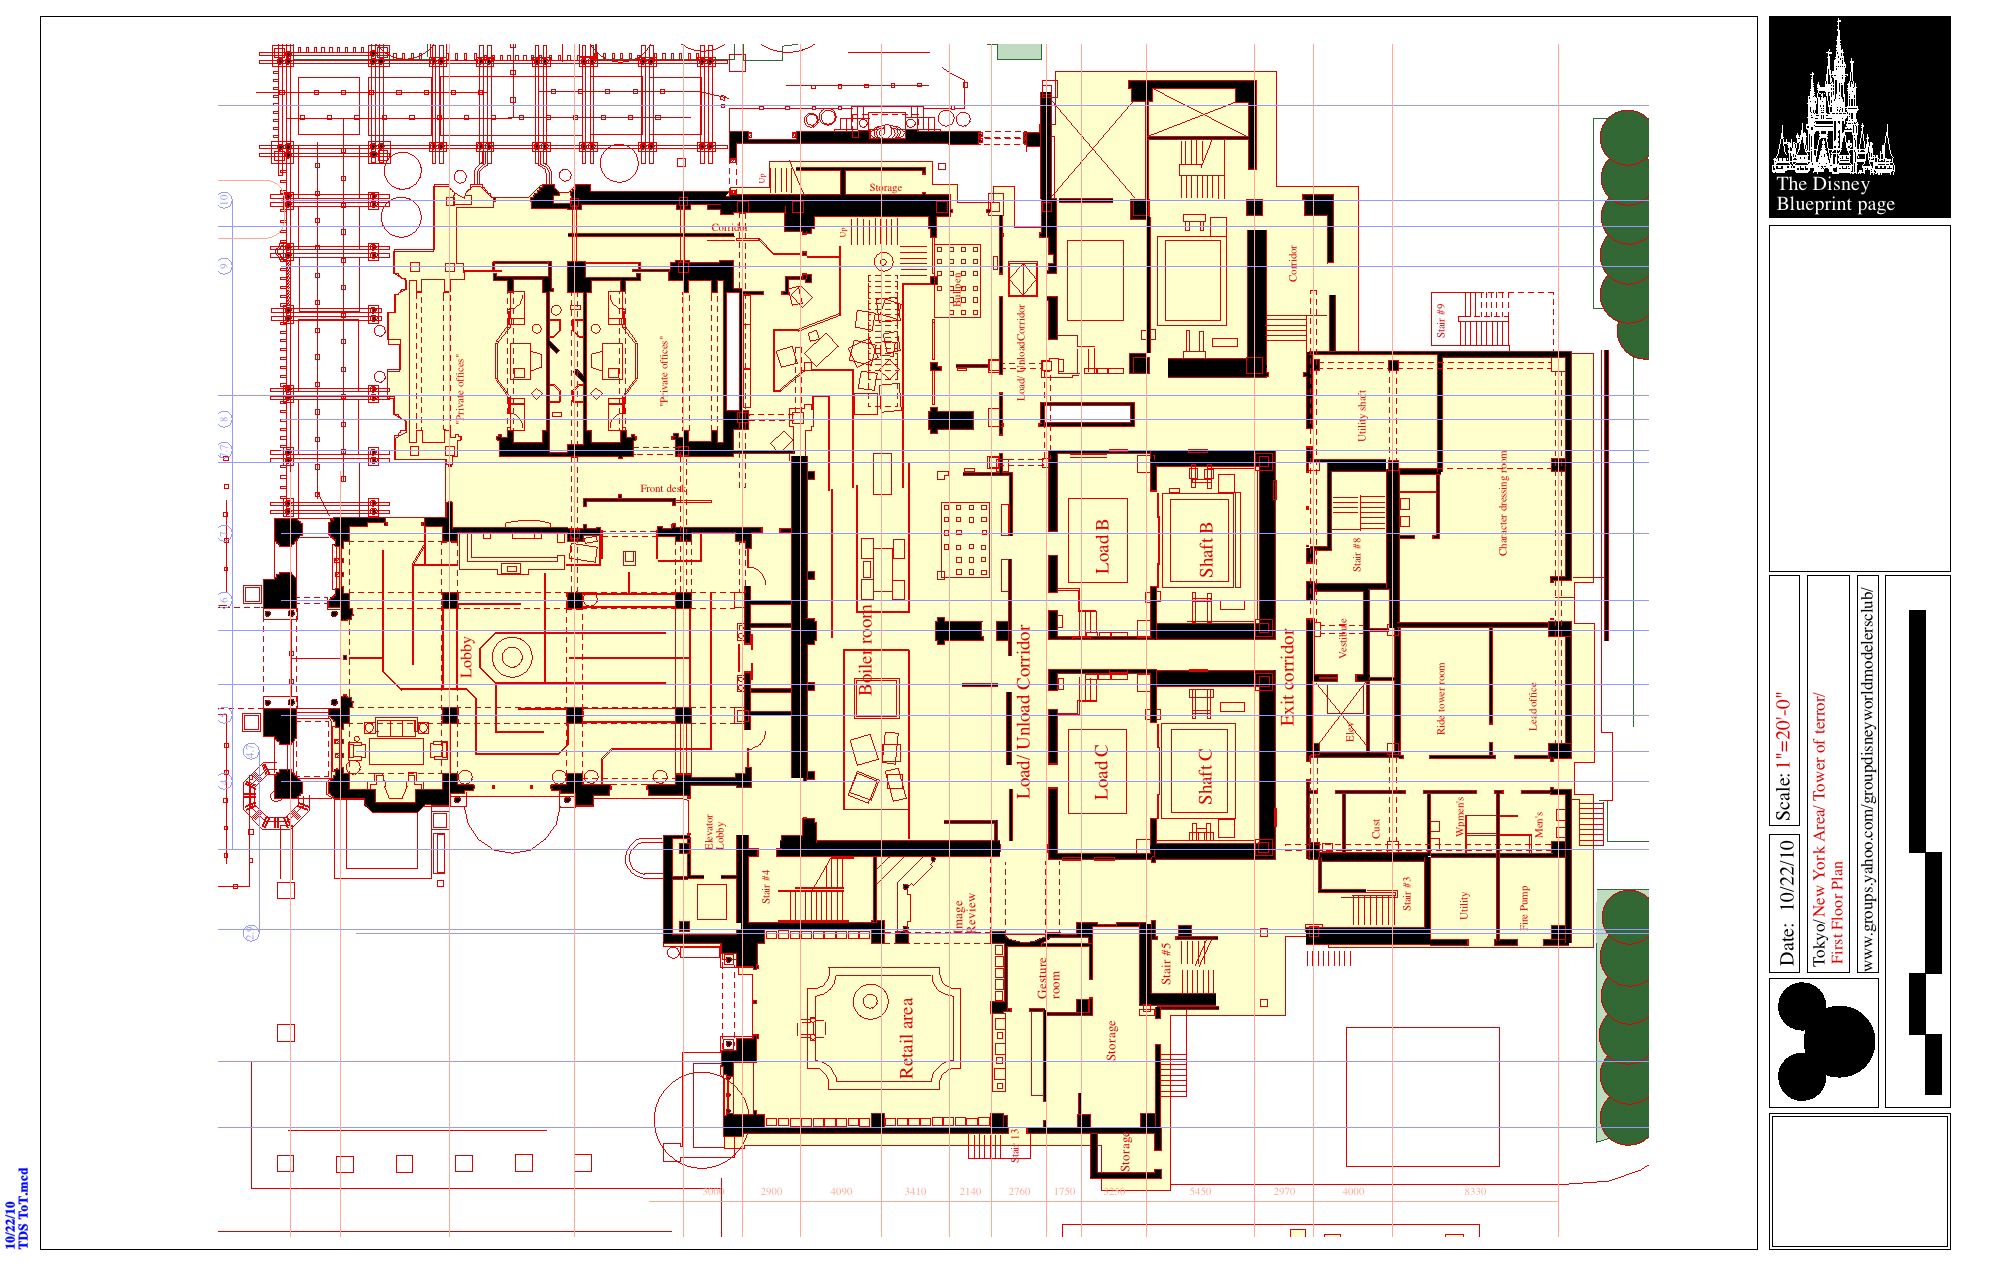 The Disney
Blueprint page
Up
Storage
Corridor
Up
Corridor
"Private offices"
"Private offices"
Load/ Unload Corridor
Stair #9
Utility shaft
Character dressing room
Front desk
Load B
Shaft B
Stair #8
Lobby
Boiler room
Load/ Unload Corridor
Exit corridor
Vestibule
Ride tower room
Lead office
Elev
Load C
Shaft C
Elevator
Lobby
Cust
Wpmen's
Men's
Stair #4
Image
Review
Stair #3
Utility
Fire Pump
Gesture
room
Stair #5
Retail area
Storage
Stair 13
Storage
3000
2900
4090
3410
2140
2760
1750
5450
2970
4000
8330
Scale: 1"=20'-0"
Date: 10/22/10
Tokyo/ New York Area/ Tower of terror/
First Floor Plan
www.groups.yahoo.com/groupdisneyworldmodelersclub/
10/22/10
TDS ToT.mcd